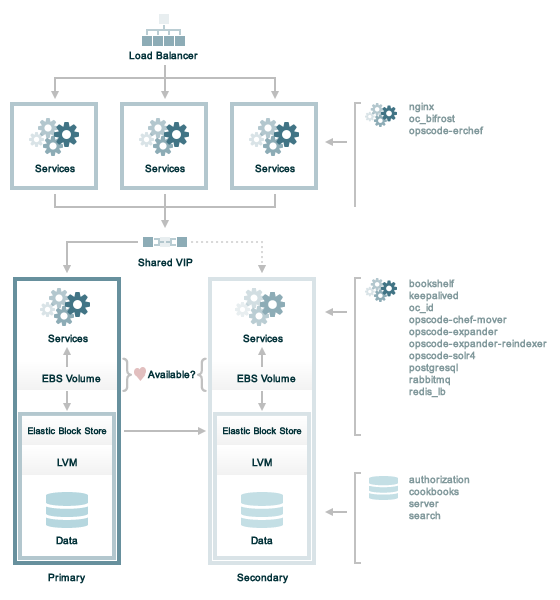 Load Balancer
Services
Services
Services
nginx
oc_bifrost
opscode-erchef
Shared VIP
Services
EBS Volume
Available?
Services
EBS Volume
bookshelf
keepalived
oc_id
opscode-chef-mover
opscode-expander
opscode-expander-reindexer
opscode-solr4
postgresql
rabbitmq
redis_lb
Elastic Block Store
LVM
Data
Elastic Block Store
LVM
Data
authorization
cookbooks
server
search
Primary
Secondary